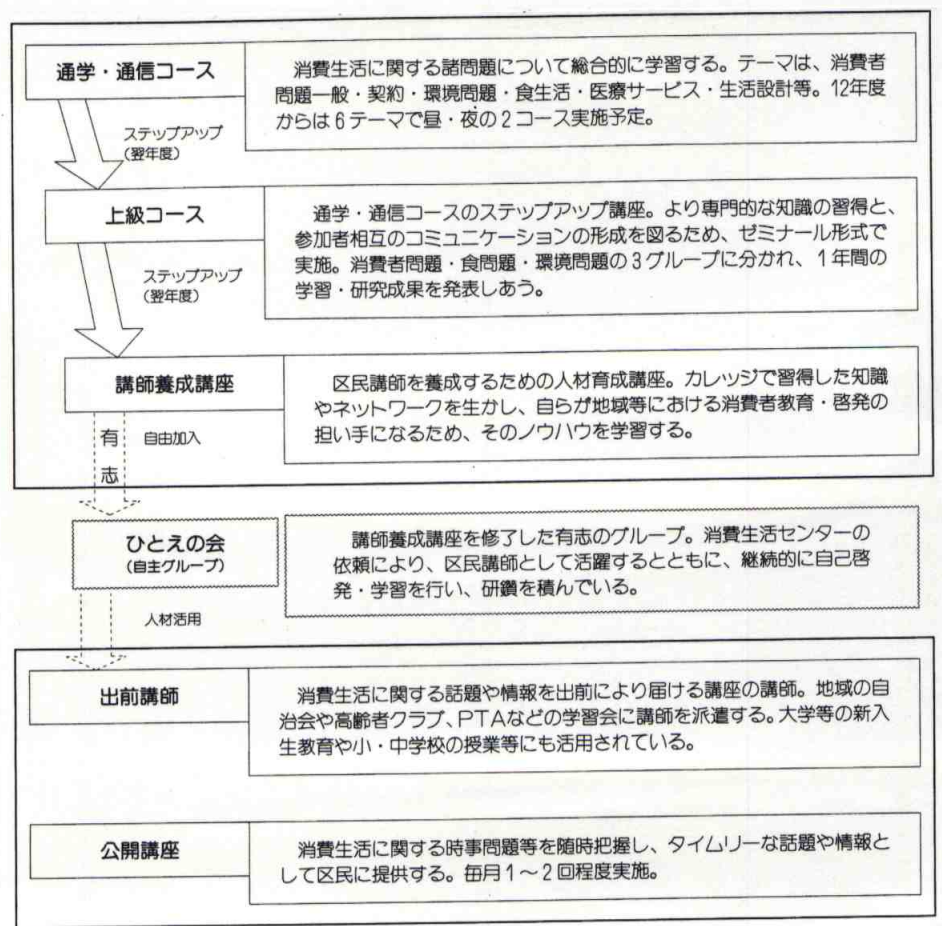 通学・通信コース
消費生活に関する諸問題について総合的に学習する。テーマは、消費者
問題一般・契約・環境問題・食生活・医療サービス・生活設計等。12年度
からは6テーマで昼・夜の2コース実施予定。
ステップアップ
(翌年度)
上級コース
通学・通信コースのステップアップ講座。より専門的な知識の習得と、
参加者相互のコミュニケーションの形成を図るため、ゼミナール形式で
実施。消費者問題・食問題・環境問題の3グループに分かれ、1年間の
学習・研究成果を発表しあう。
ステップアップ
(翌年度)
講師養成講座
区民講師を養成するための人材育成講座。カレッジで習得した知識
やネットワークを生かし、自らが地域等における消費者教育・啓発の
担い手になるため、そのノウハウを学習する。
有志
自由加入
ひとえの会
(自主グループ)
講師養成講座を修了した有志のグループ。消費生活センターの
依頼により、区民講師として活躍するとともに、継続的に自己啓
発・学習を行い、研鑽を積んでいる。
人材活用
出前講師
消費生活に関する話題や情報を出前により届ける講座の講師。地域の自
治会や高齢者クラブ、PTAなどの学習会に講師を派遣する。大学等の新入
生教育や小・中学校の授業等にも活用されている。
公開講座
消費生活に関する時事問題等を随時把握し、タイムリーな話題や情報と
して区民に提供する。毎月1～2回程度実施。